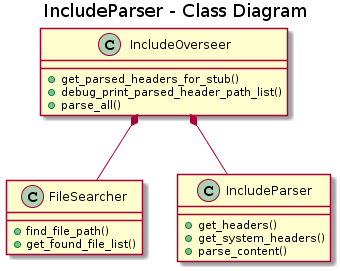 IncludeParser - Class Diagram
C IncludeOverseer
get_parsed_headers_for_stub()
debug_print_parsed_header_path_list()
parse_all()
C FileSearcher
find_file_path()
get_found_file_list()
C IncludeParser
get_headers()
get_system_headers()
parse_content()